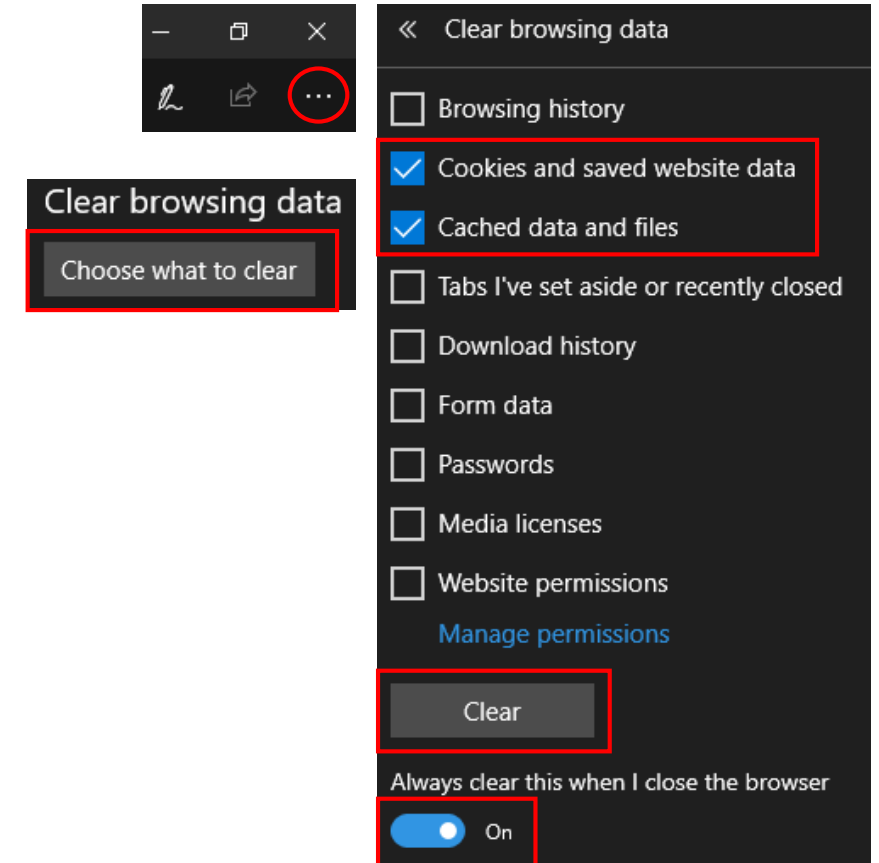 Clear browsing data
Choose what to clear
Clear browsing data
Browsing history
Cookies and saved website data
Cached data and files
Tabs I've set aside or recently closed
Download history
Form data
Passwords
Media licenses
Website permissions
Manage permissions
Clear
Always clear this when I close the browser
On